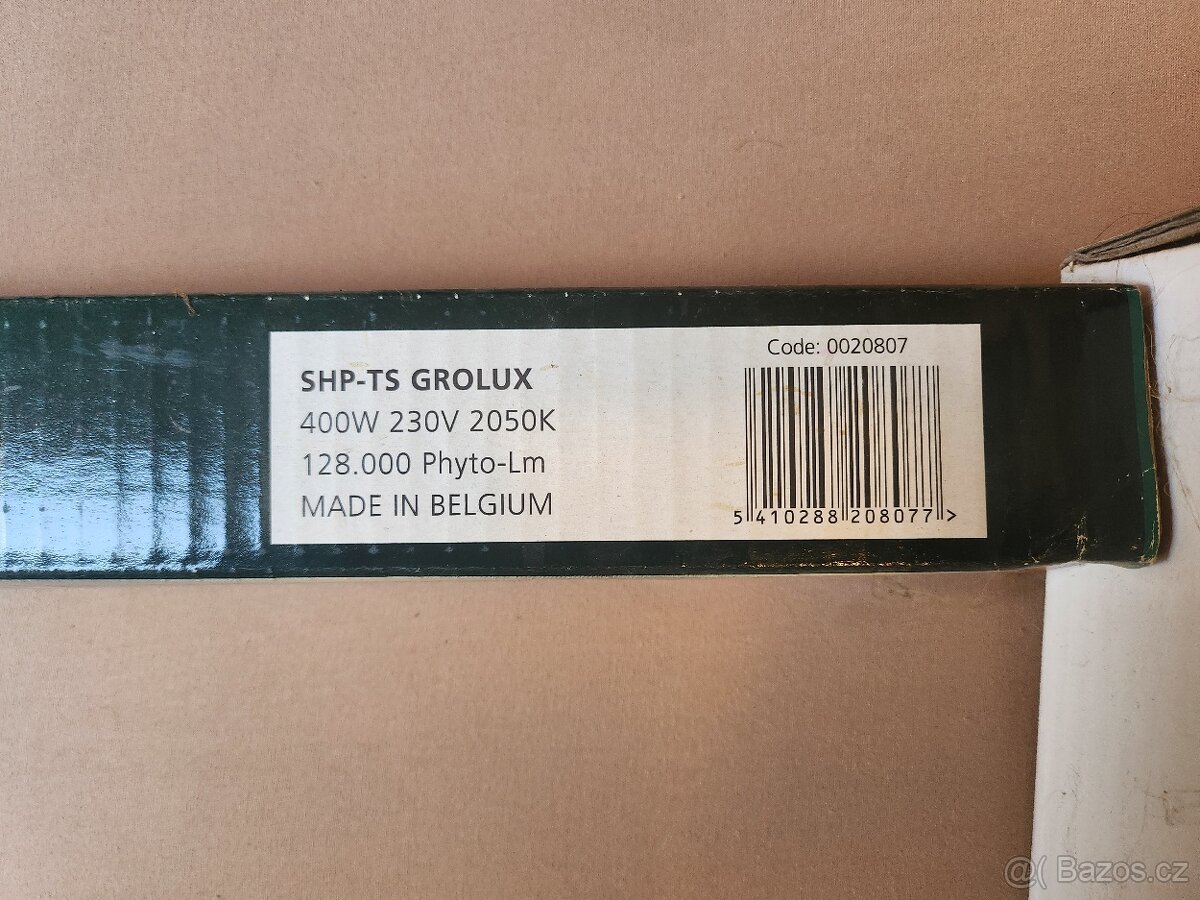 Code: 0020807
SHP-TS GROLUX
400W 230V 2050K
128.000 Phyto-Lm
MADE IN BELGIUM
5 410288 208077 >
@( Bazos.cz